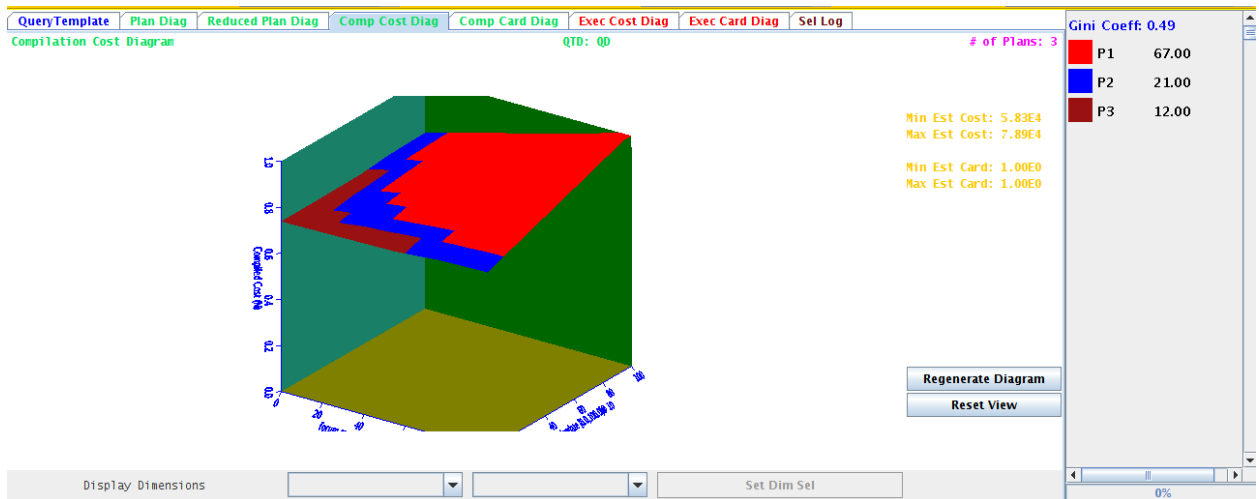 QueryTemplate Plan Diag Reduced Plan Diag Comp Cost Diag Comp Card Diag Exec Cost Diag Exec Card Diag Sel Log
Compilation Cost Diagram QTD: QD # of Plans: 3
Gini Coeff: 0.49
P1 67.00
P2 21.00
P3 12.00
Min Est Cost: 5.83E4
Max Est Cost: 7.89E4
Min Est Card: 1.00E0
Max Est Card: 1.00E0
1.0
0.8
0.6
0.4
0.2
0.0
Compiled Cost (N)
0
20
40
40
60
80
100
Regenerate Diagram
Reset View
Display Dimensions Set Dim Sel
0%